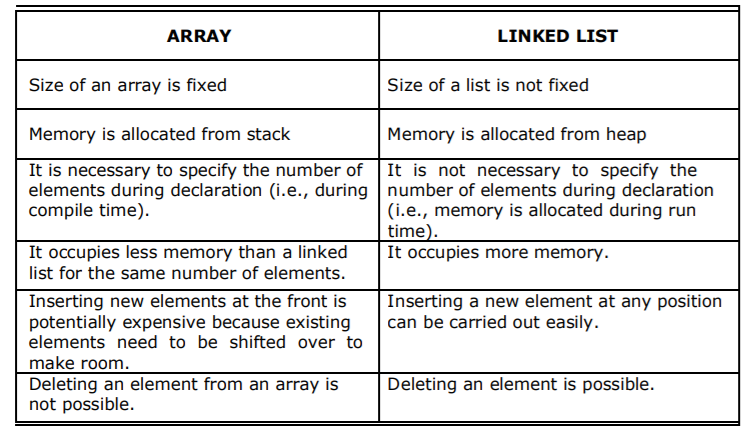 ARRAY
LINKED LIST
Size of an array is fixed
Size of a list is not fixed
Memory is allocated from stack
Memory is allocated from heap
It is necessary to specify the number of
elements during declaration (i.e., during
compile time).
It is not necessary to specify the
number of elements during declaration
(i.e., memory is allocated during run
time).
It occupies less memory than a linked
list for the same number of elements.
It occupies more memory.
Inserting new elements at the front is
potentially expensive because existing
elements need to be shifted over to
make room.
Inserting a new element at any position
can be carried out easily.
Deleting an element from an array is
not possible.
Deleting an element is possible.